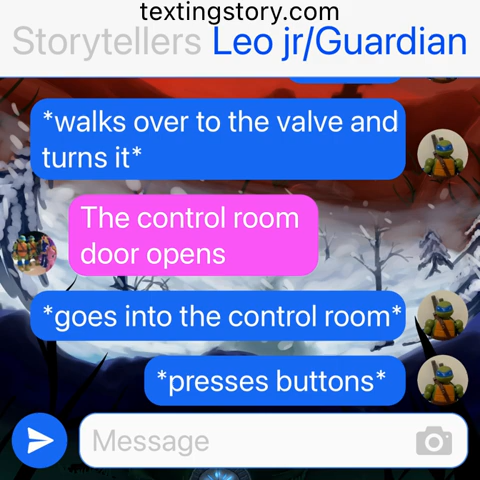 textingstory.com
Storytellers Leo jr/Guardian
*walks over to the valve and
turns it*
The control room
door opens
*goes into the control room*
*presses buttons*
Message